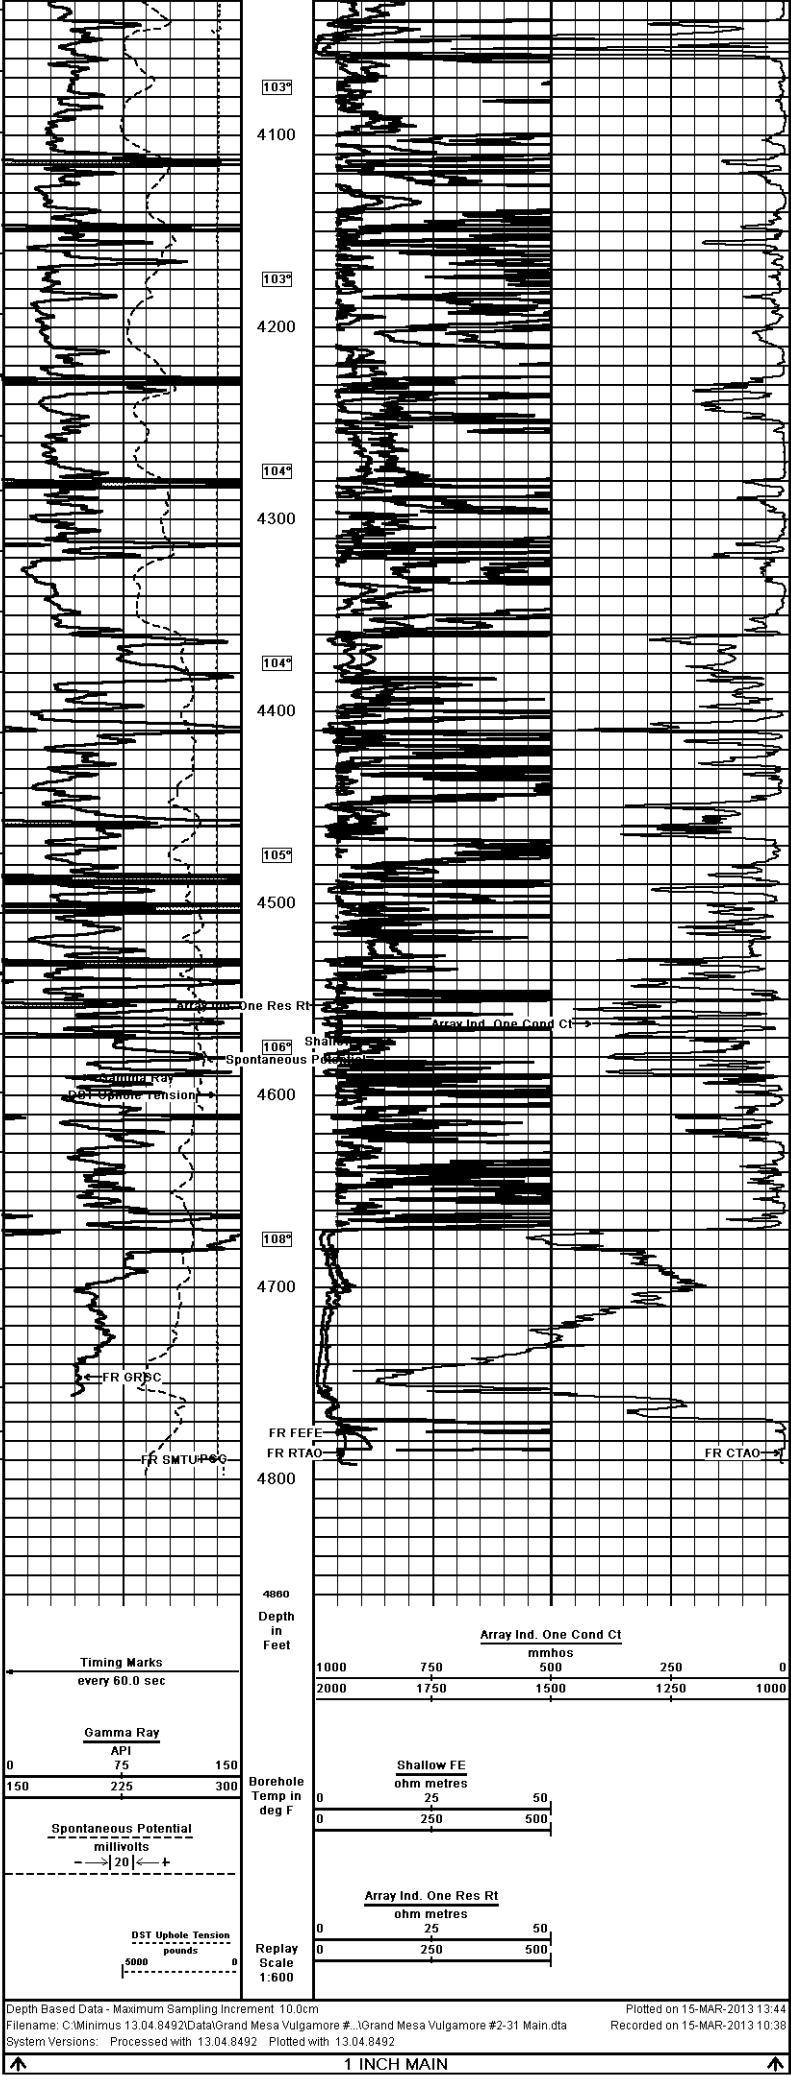 103°
4100
103°
4200
104°
4300
104°
4400
105°
4500
Array Ind. One Res Rt
Array Ind. One Cond Ct
106°
Spontaneous Potential
Gamma Ray
DST Uphole Tension
4600
108°
4700
FR GRSC
FR FEFE
FR RTAO
FR CTAO
FR SMTU
4800
4860
Depth
in
Feet
Array Ind. One Cond Ct
mmhos
1000 750 500 250 0
2000 1750 1500 1250 1000
Timing Marks
every 60.0 sec
Gamma Ray
API
0 75 150
150 225 300
Borehole
Temp in
deg F
Shallow FE
ohm metres
0 25 50
0 250 500
Spontaneous Potential
millivolts
- 20 +
Array Ind. One Res Rt
ohm metres
0 25 50
0 250 500
DST Uphole Tension
pounds
5000 0
Replay
Scale
1:600
Depth Based Data - Maximum Sampling Increment 10.0cm Plotted on 15-MAR-2013 13:44
Filename: C:\Minimus 13.04.8492\Data\Grand Mesa Vulgamore #...\Grand Mesa Vulgamore #2-31 Main.dta Recorded on 15-MAR-2013 10:38
System Versions: Processed with 13.04.8492 Plotted with 13.04.8492
1 INCH MAIN